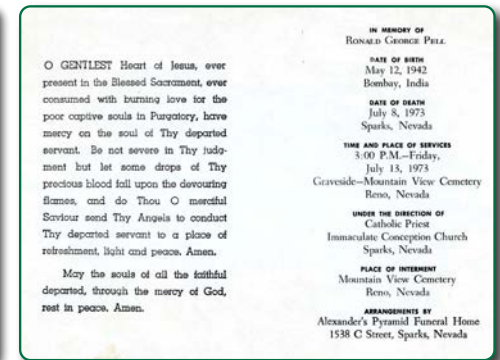 O GENTLEST Heart of Jesus, ever
present in the Blessed Sacrament, ever
consumed with burning love for the
poor captive souls in Purgatory, have
mercy on the soul of Thy departed
servant. Be not severe in Thy judg-
ment but let some drops of Thy
precious blood fall upon the devouring
flames, and do Thou O merciful
Saviour send Thy Angels to conduct
Thy departed servant to a place of
refreshment, light and peace. Amen.
May the souls of all the faithful
departed, through the mercy of God,
rest in peace. Amen.
IN MEMORY OF
RONALD GEORGE PELL
DATE OF BIRTH
May 12, 1942
Bombay, India
DATE OF DEATH
July 8, 1973
Sparks, Nevada
TIME AND PLACE OF SERVICES
3:00 P.M.—Friday,
July 13, 1973
Graveside—Mountain View Cemetery
Reno, Nevada
UNDER THE DIRECTION OF
Catholic Priest
Immaculate Conception Church
Sparks, Nevada
PLACE OF INTERMENT
Mountain View Cemetery
Reno, Nevada
ARRANGEMENTS BY
Alexander's Pyramid Funeral Home
1538 C Street, Sparks, Nevada